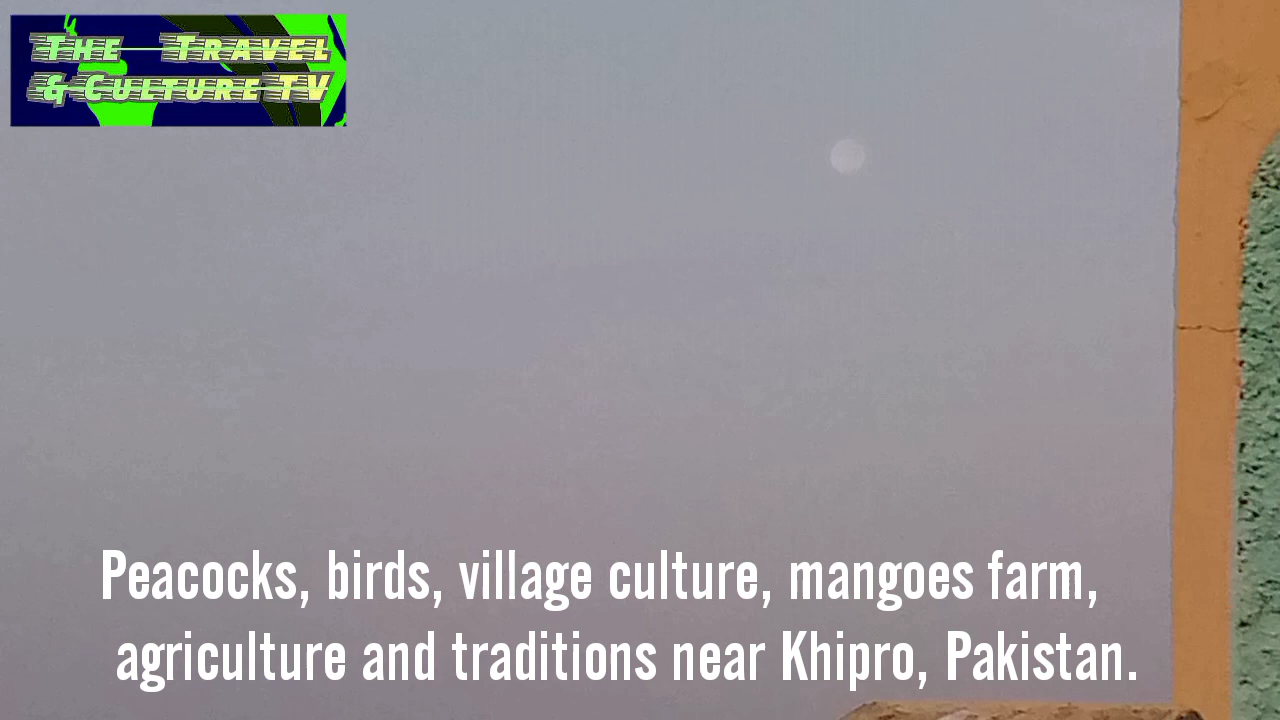 The Travel
& Culture TV
Peacocks, birds, village culture, mangoes farm,
agriculture and traditions near Khipro, Pakistan.